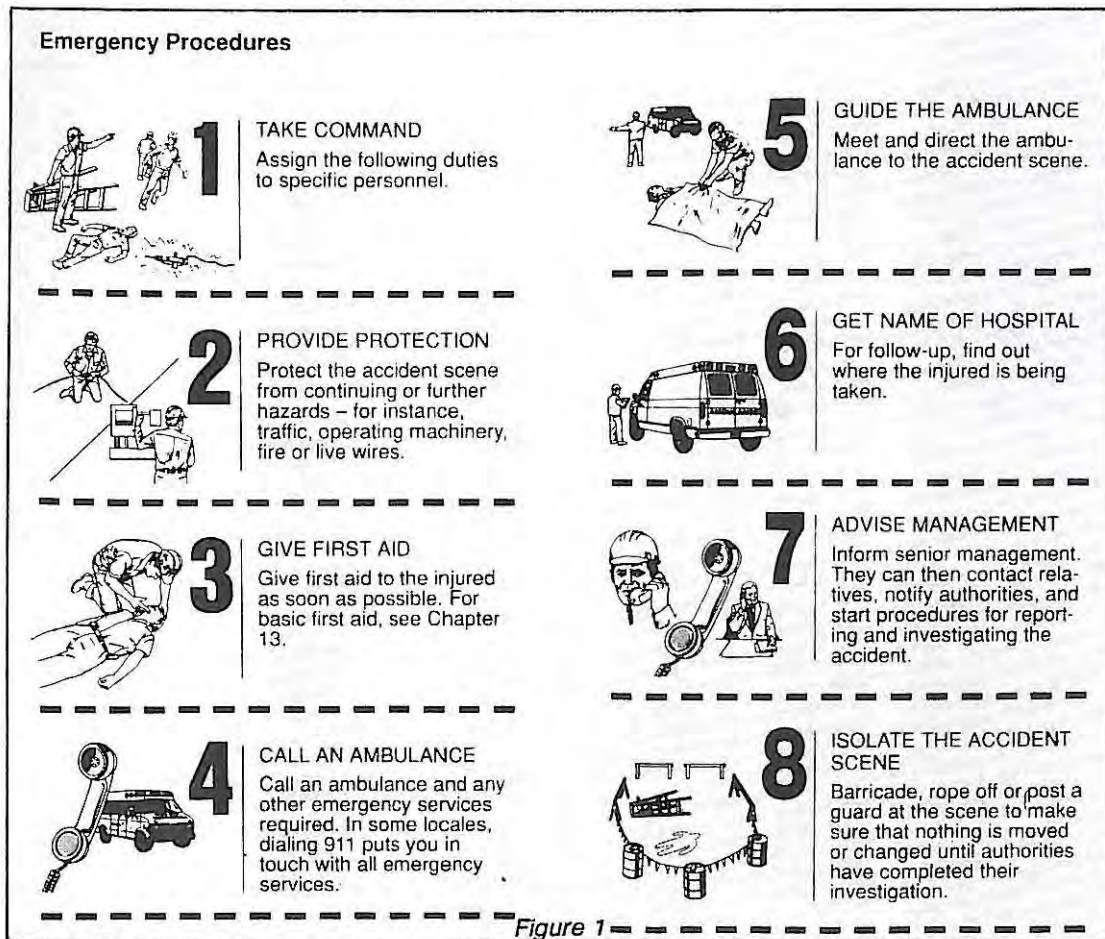 Emergency Procedures
1
TAKE COMMAND
Assign the following duties
to specific personnel.
2
PROVIDE PROTECTION
Protect the accident scene
from continuing or further
hazards – for instance,
traffic, operating machinery,
fire or live wires.
3
GIVE FIRST AID
Give first aid to the injured
as soon as possible. For
basic first aid, see Chapter
13.
4
CALL AN AMBULANCE
Call an ambulance and any
other emergency services
required. In some locales,
dialing 911 puts you in
touch with all emergency
services.
5
GUIDE THE AMBULANCE
Meet and direct the ambu-
lance to the accident scene.
6
GET NAME OF HOSPITAL
For follow-up, find out
where the injured is being
taken.
7
ADVISE MANAGEMENT
Inform senior management.
They can then contact rela-
tives, notify authorities, and
start procedures for report-
ing and investigating the
accident.
8
ISOLATE THE ACCIDENT
SCENE
Barricade, rope off or post a
guard at the scene to make
sure that nothing is moved
or changed until authorities
have completed their
investigation.
Figure 1